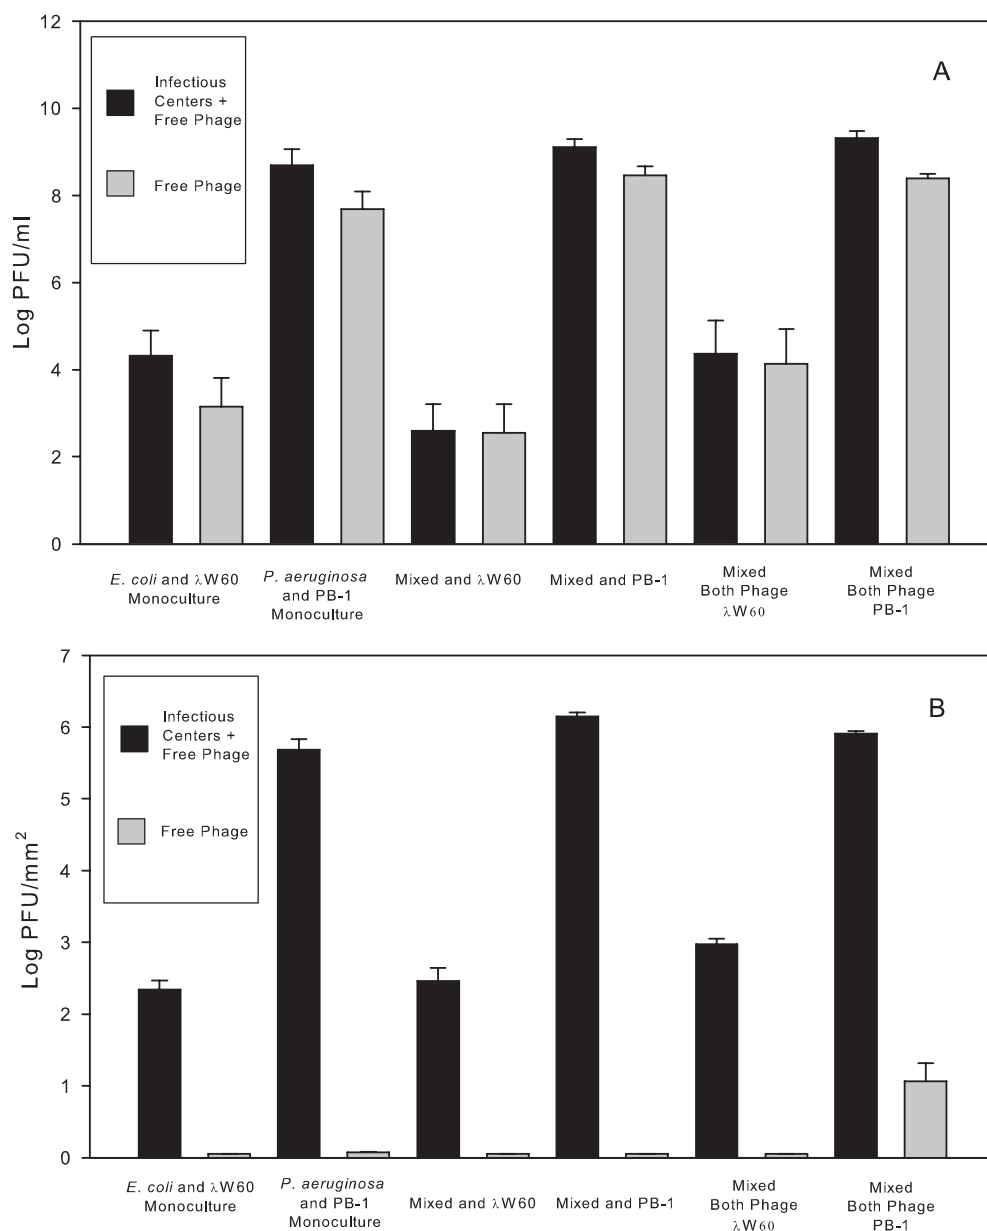 A
Infectious
Centers +
Free Phage
Free Phage
Log PFU/ml
12
10
8
6
4
2
0
E. coli and λW60
Monoculture
P. aeruginosa
and PB-1
Monoculture
Mixed and λW60
Mixed and PB-1
Mixed
Both Phage
λW60
Mixed
Both Phage
PB-1
B
Infectious
Centers +
Free Phage
Free Phage
Log PFU/mm²
7
6
5
4
3
2
1
0
E. coli and λW60
Monoculture
P. aeruginosa
and PB-1
Monoculture
Mixed and λW60
Mixed and PB-1
Mixed
Both Phage
λW60
Mixed
Both Phage
PB-1